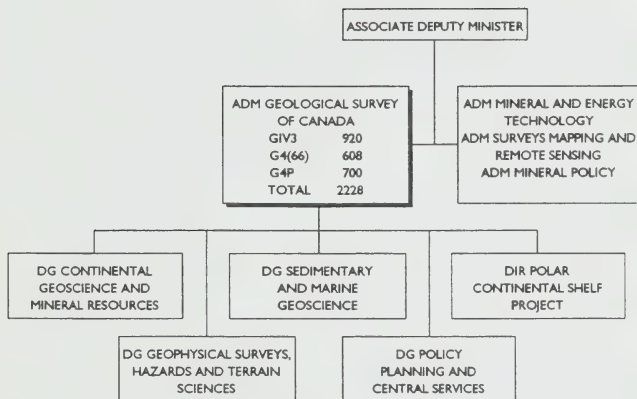 ASSOCIATE DEPUTY MINISTER
ADM GEOLOGICAL SURVEY
OF CANADA
GIV3 920
G4(66) 608
G4P 700
TOTAL 2228
ADM MINERAL AND ENERGY
TECHNOLOGY
ADM SURVEYS MAPPING AND
REMOTE SENSING
ADM MINERAL POLICY
DG CONTINENTAL
GEOSCIENCE AND
MINERAL RESOURCES
DG SEDIMENTARY
AND MARINE
GEOSCIENCE
DIR POLAR
CONTINENTAL SHELF
PROJECT
DG GEOPHYSICAL SURVEYS,
HAZARDS AND TERRAIN
SCIENCES
DG POLICY
PLANNING AND
CENTRAL SERVICES